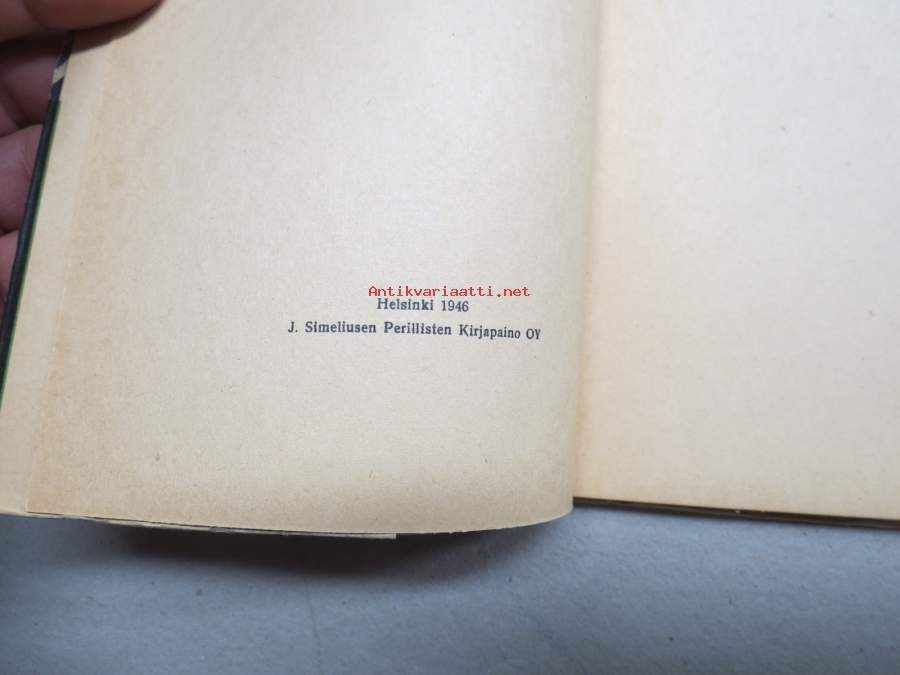 Antikvariaatti.net
Helsinki 1946
J. Simeliusen Perillisten Kirjapaino OY